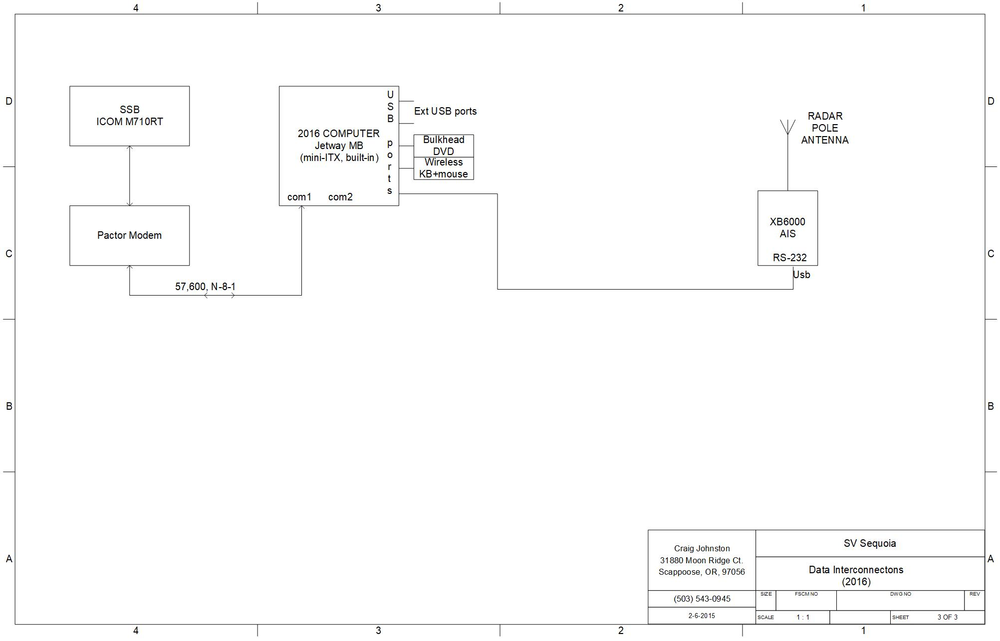 4 3 2 1
D D
SSB
ICOM M710RT
2016 COMPUTER
Jetway MB
(mini-ITX, built-in)
com1 com2
USB ports
Ext USB ports
Bulkhead
DVD
Wireless
KB+mouse
RADAR
POLE
ANTENNA
Pactor Modem
XB6000
AIS
RS-232
Usb
C C
57,600, N-8-1
B B
A A
Craig Johnston
31880 Moon Ridge Ct.
Scappoose, OR, 97056
(503) 543-0945
2-6-2015
SV Sequoia
Data Interconnectons
(2016)
SIZE FSCM NO DWG NO REV
SCALE 1 : 1 SHEET 3 OF 3
4 3 2 1